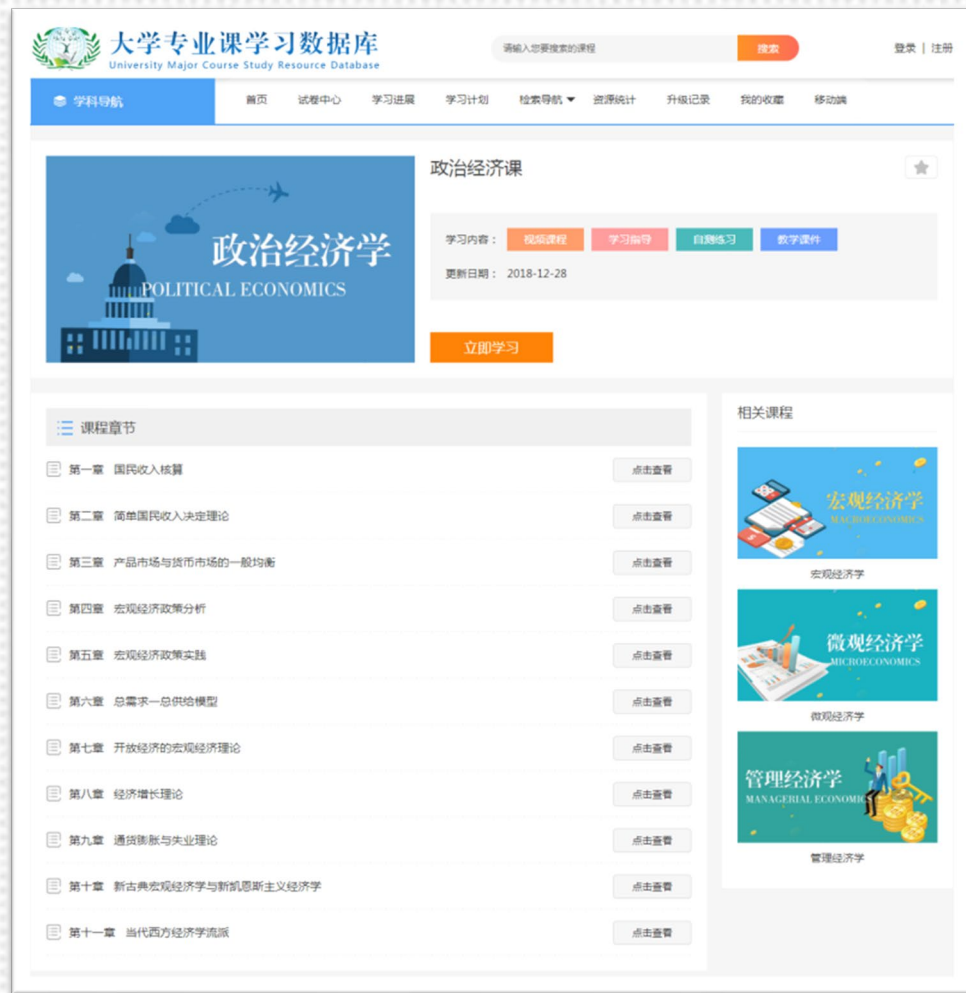 大学专业课学习数据库
University Major Course Study Resource Database
请输入您要搜索的课程
搜索
登录 | 注册
学科导航
首页 试卷中心 学习进展 学习计划 检索导航 资源统计 升级记录 我的收藏 移动端
政治经济学
POLITICAL ECONOMICS
政治经济课
学习内容： 视频课程 学习指导 自测练习 教学课件
更新日期： 2018-12-28
立即学习
课程章节
第一章 国民收入核算 点击查看
第二章 简单国民收入决定理论 点击查看
第三章 产品市场与货币市场的一般均衡 点击查看
第四章 宏观经济政策分析 点击查看
第五章 宏观经济政策实践 点击查看
第六章 总需求—总供给模型 点击查看
第七章 开放经济的宏观经济理论 点击查看
第八章 经济增长理论 点击查看
第九章 通货膨胀与失业理论 点击查看
第十章 新古典宏观经济学与新凯恩斯主义经济学 点击查看
第十一章 当代西方经济学流派 点击查看
相关课程
宏观经济学
MACROECONOMICS
宏观经济学
微观经济学
MICROECONOMICS
微观经济学
管理经济学
MANAGERIAL ECONOMICS
管理经济学